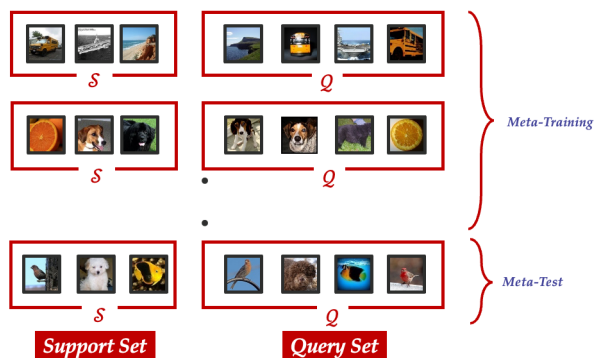 S
Q
Meta-Training
S
Q
Meta-Test
S
Q
Support Set
Query Set